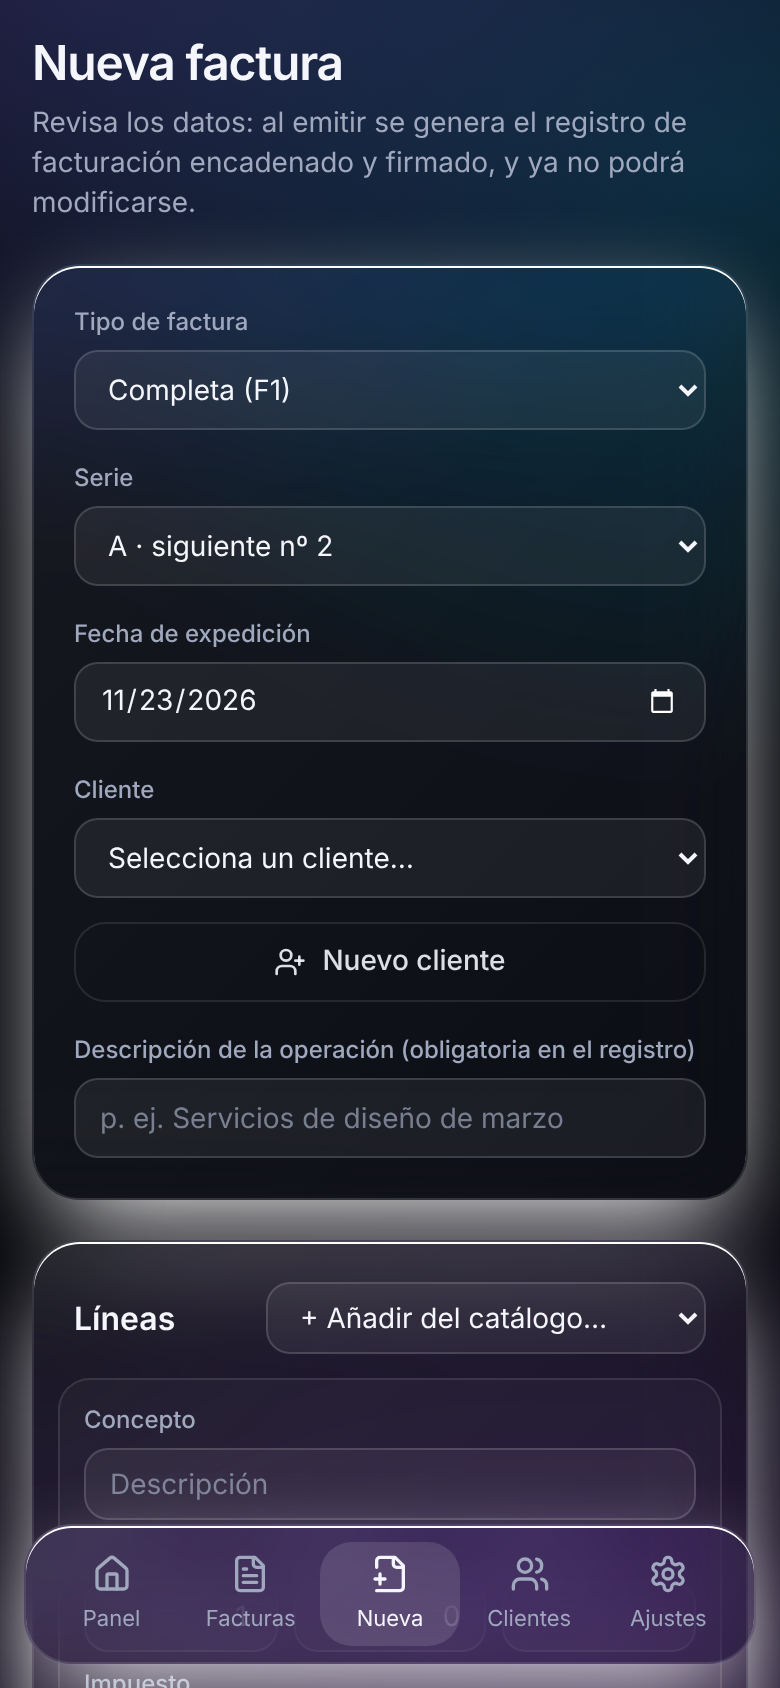 Nueva factura
Revisa los datos: al emitir se genera el registro de
facturación encadenado y firmado, y ya no podrá
modificarse.
Tipo de factura
Completa (F1)
Serie
A · siguiente nº 2
Fecha de expedición
11/23/2026
Cliente
Selecciona un cliente...
Nuevo cliente
Descripción de la operación (obligatoria en el registro)
p. ej. Servicios de diseño de marzo
Líneas
+ Añadir del catálogo...
Concepto
Descripción
1 0
Panel Facturas Nueva Clientes Ajustes
Impuesto